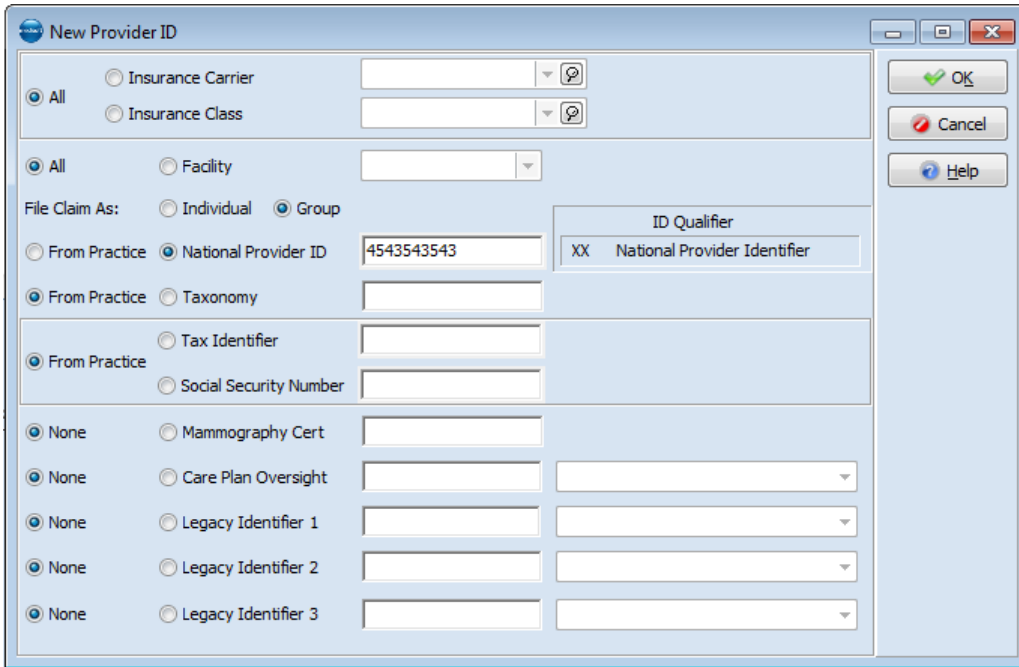 New Provider ID
All
Insurance Carrier
Insurance Class
OK
Cancel
Help
All Facility
File Claim As: Individual Group
ID Qualifier
From Practice National Provider ID 4543543543 XX National Provider Identifier
From Practice Taxonomy
From Practice
Tax Identifier
Social Security Number
None Mammography Cert
None Care Plan Oversight
None Legacy Identifier 1
None Legacy Identifier 2
None Legacy Identifier 3